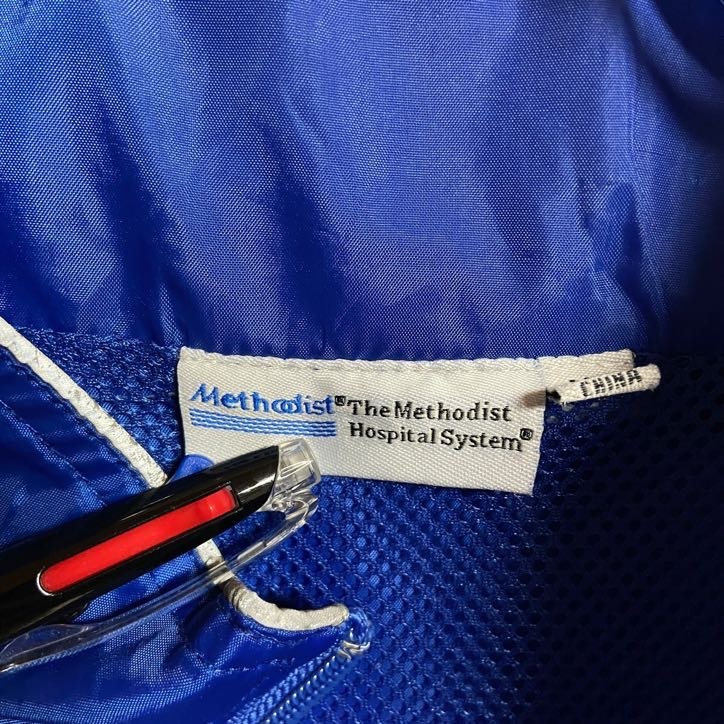 Methodist® The Methodist
Hospital System®
CHINA